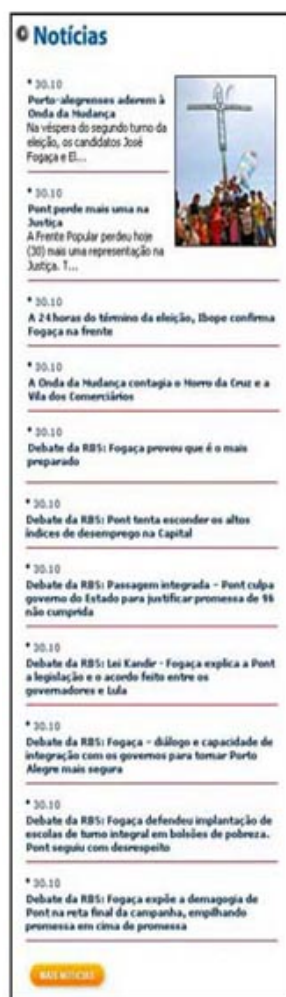 Notícias
* 30.10
Porto-alegrenses aderem à
Onda da Mudança
Na véspera do segundo turno da
eleição, os candidatos José
Fogaça e El...
* 30.10
Pont perde mais uma na
Justiça
A Frente Popular perdeu hoje
(30) mais uma representação na
Justiça. T...
* 30.10
A 24 horas do término da eleição, Ibope confirma
Fogaça na frente
* 30.10
A Onda da Mudança contagia o Morro da Cruz e a
Vila dos Comerciários
* 30.10
Debate da RBS: Fogaça provou que é o mais
preparado
* 30.10
Debate da RBS: Pont tenta esconder os altos
índices de desemprego na Capital
* 30.10
Debate da RBS: Passagem integrada - Pont culpa
governo do Estado para justificar promessa de 96
não cumprida
* 30.10
Debate da RBS: Lei Kandir - Fogaça explica a Pont
a legislação e o acordo feito entre os
governadores e Lula
* 30.10
Debate da RBS: Fogaça - diálogo e capacidade de
integração com os governos para tornar Porto
Alegre mais segura
* 30.10
Debate da RBS: Fogaça defendeu implantação de
escolas de turno integral em bolsões de pobreza.
Pont seguiu com desrespeito
* 30.10
Debate da RBS: Fogaça expõe a demagogia de
Pont na reta final da campanha, empilhando
promessa em cima de promessa
MAIS NOTÍCIAS